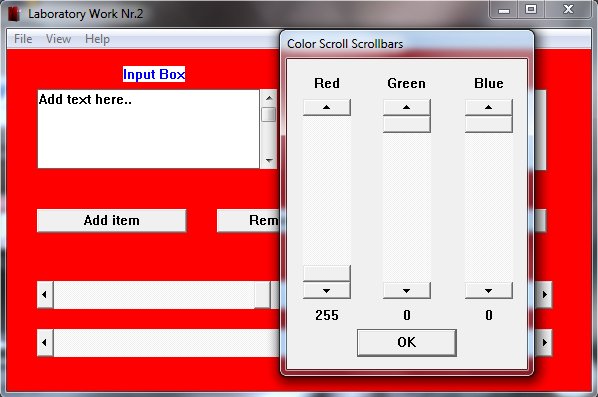 Laboratory Work Nr.2
File View Help
Input Box
Add text here..
Add item
Rem
Color Scroll Scrollbars
Red Green Blue
255 0 0
OK